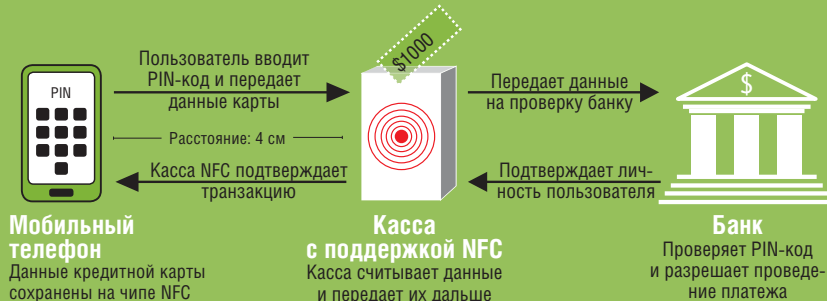 $1000
Пользователь вводит
PIN-код и передает
данные карты
Передает данные
на проверку банку
PIN
$
Расстояние: 4 см
Касса NFC подтверждает
транзакцию
Подтверждает лич-
ность пользователя
Мобильный
телефон
Данные кредитной карты
сохранены на чипе NFC
Касса
с поддержкой NFC
Касса считывает данные
и передает их дальше
Банк
Проверяет PIN-код
и разрешает проведе-
ние платежа